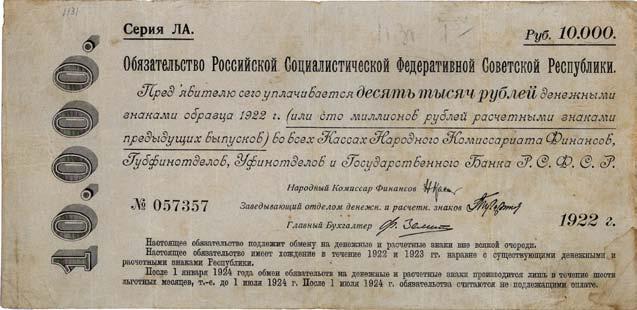 Серия ЛА.
Руб. 10.000.
10.000.
Обязательство Российской Социалистической Федеративной Советской Республики.
Пред'явителю сего уплачивается десять тысяч рублей денежными
знаками образца 1922 г. (или сто миллионов рублей расчетными знаками
предыдущих выпусков) во всех Кассах Народного Комиссариата Финансов,
Губфинотделов, Уфинотделов и Государственного Банка Р.С.Ф.С.Р.
Народный Комиссар Финансов
№ 057357
Заведывающий отделом денежн. и расчетн. знаков
1922 г.
Главный Бухгалтер
Настоящее обязательство подлежит обмену на денежные и расчетные знаки вне всякой очереди.
Настоящее обязательство имеет хождение в течение 1922 и 1923 гг. наравне с существующими денежными и
расчетными знаками Республики.
После 1 января 1924 года обмен обязательств на денежные и расчетные знаки производится лишь в течение шести
льготных месяцев, т.-е. до 1 июля 1924 г. После 1 июля 1924 г. обязательства считаются не подлежащими оплате.